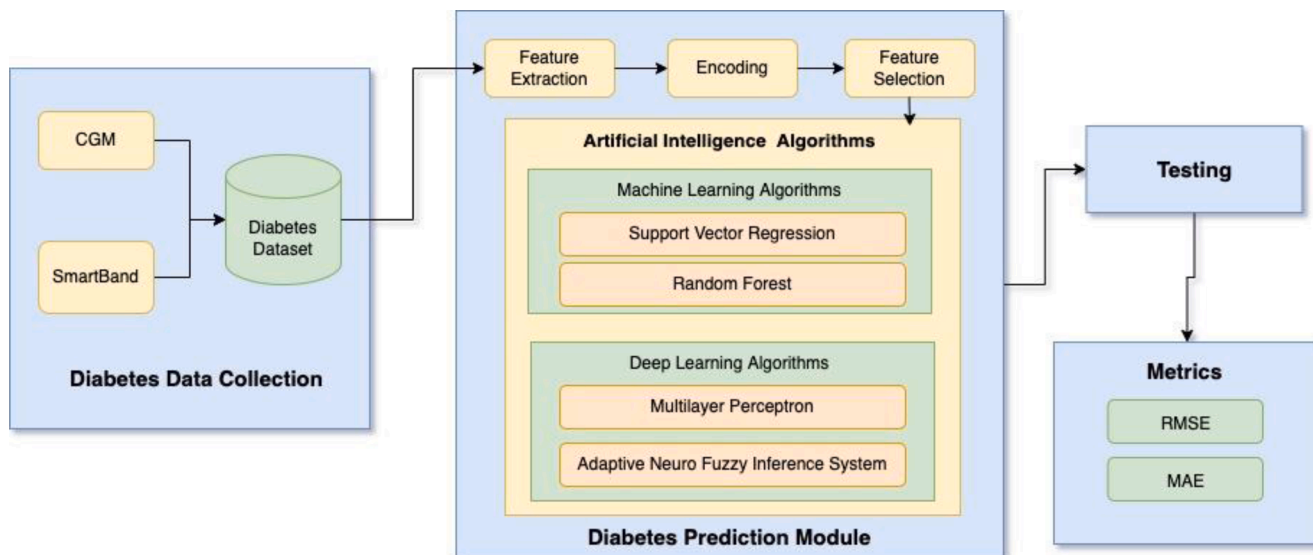 CGM
SmartBand
Diabetes
Dataset
Diabetes Data Collection
Feature
Extraction
Encoding
Feature
Selection
Artificial Intelligence Algorithms
Machine Learning Algorithms
Support Vector Regression
Random Forest
Deep Learning Algorithms
Multilayer Perceptron
Adaptive Neuro Fuzzy Inference System
Diabetes Prediction Module
Testing
Metrics
RMSE
MAE